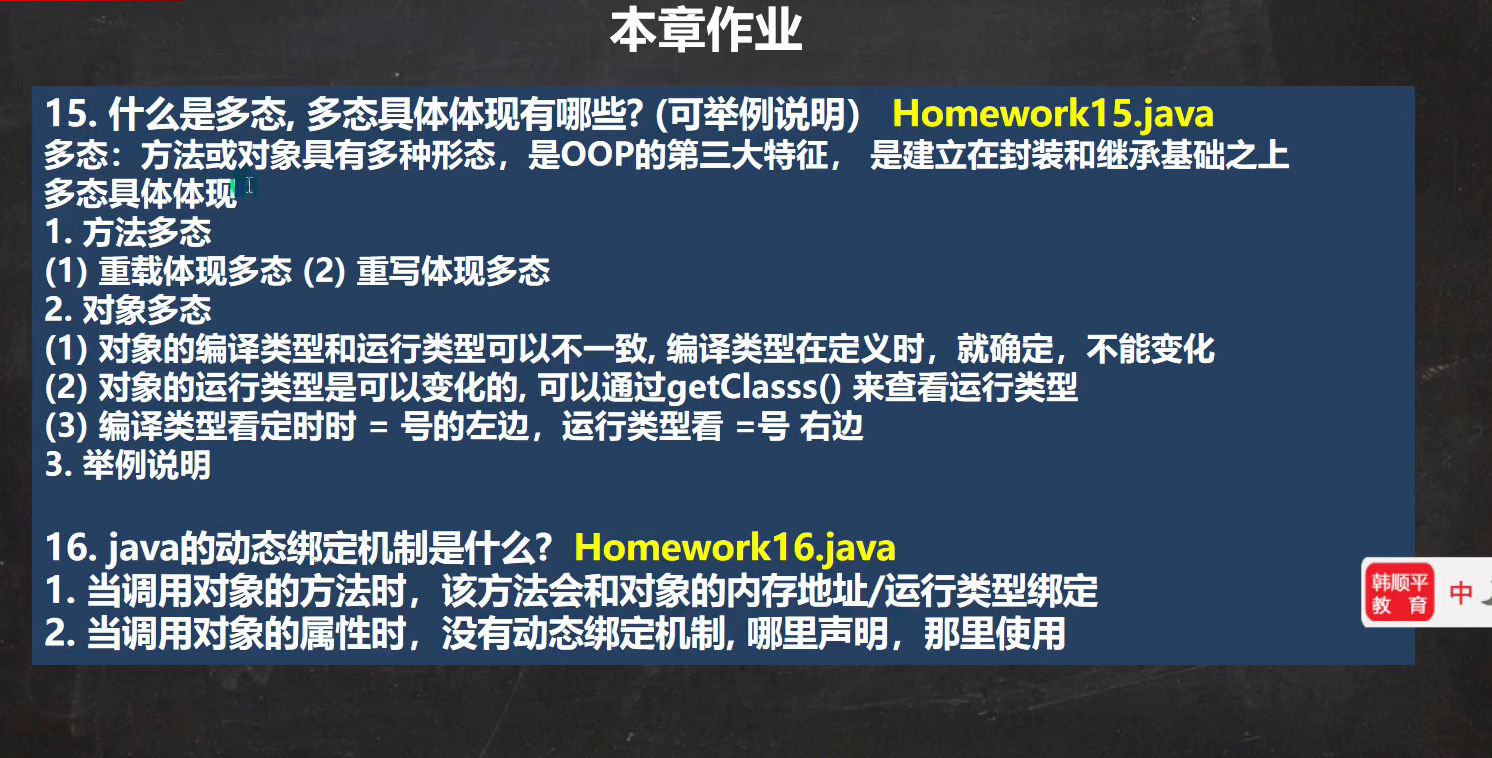 本章作业
15. 什么是多态, 多态具体体现有哪些? (可举例说明） Homework15.java
多态：方法或对象具有多种形态，是OOP的第三大特征， 是建立在封装和继承基础之上
多态具体体现
1. 方法多态
(1) 重载体现多态 (2) 重写体现多态
2. 对象多态
(1) 对象的编译类型和运行类型可以不一致, 编译类型在定义时，就确定，不能变化
(2) 对象的运行类型是可以变化的, 可以通过getClasss() 来查看运行类型
(3) 编译类型看定时时 = 号的左边，运行类型看 =号 右边
3. 举例说明
16. java的动态绑定机制是什么? Homework16.java
1. 当调用对象的方法时，该方法会和对象的内存地址/运行类型绑定
2. 当调用对象的属性时，没有动态绑定机制, 哪里声明，那里使用
韩顺平
教 育
中